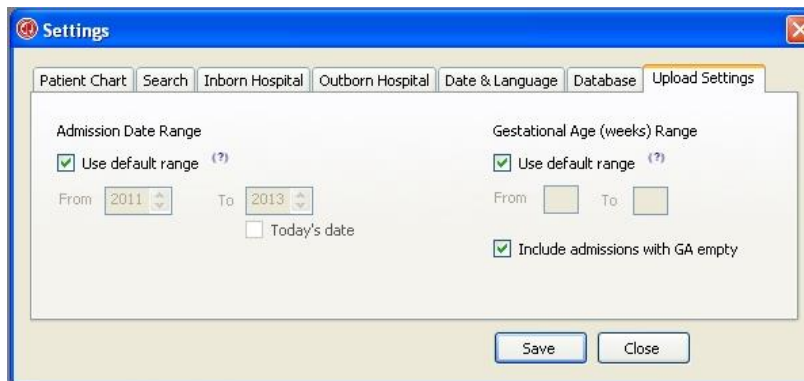 Settings
Patient Chart Search Inborn Hospital Outborn Hospital Date & Language Database Upload Settings
Admission Date Range
Use default range (?)
From 2011 To 2013
Today's date
Gestational Age (weeks) Range
Use default range (?)
From To
Include admissions with GA empty
Save Close